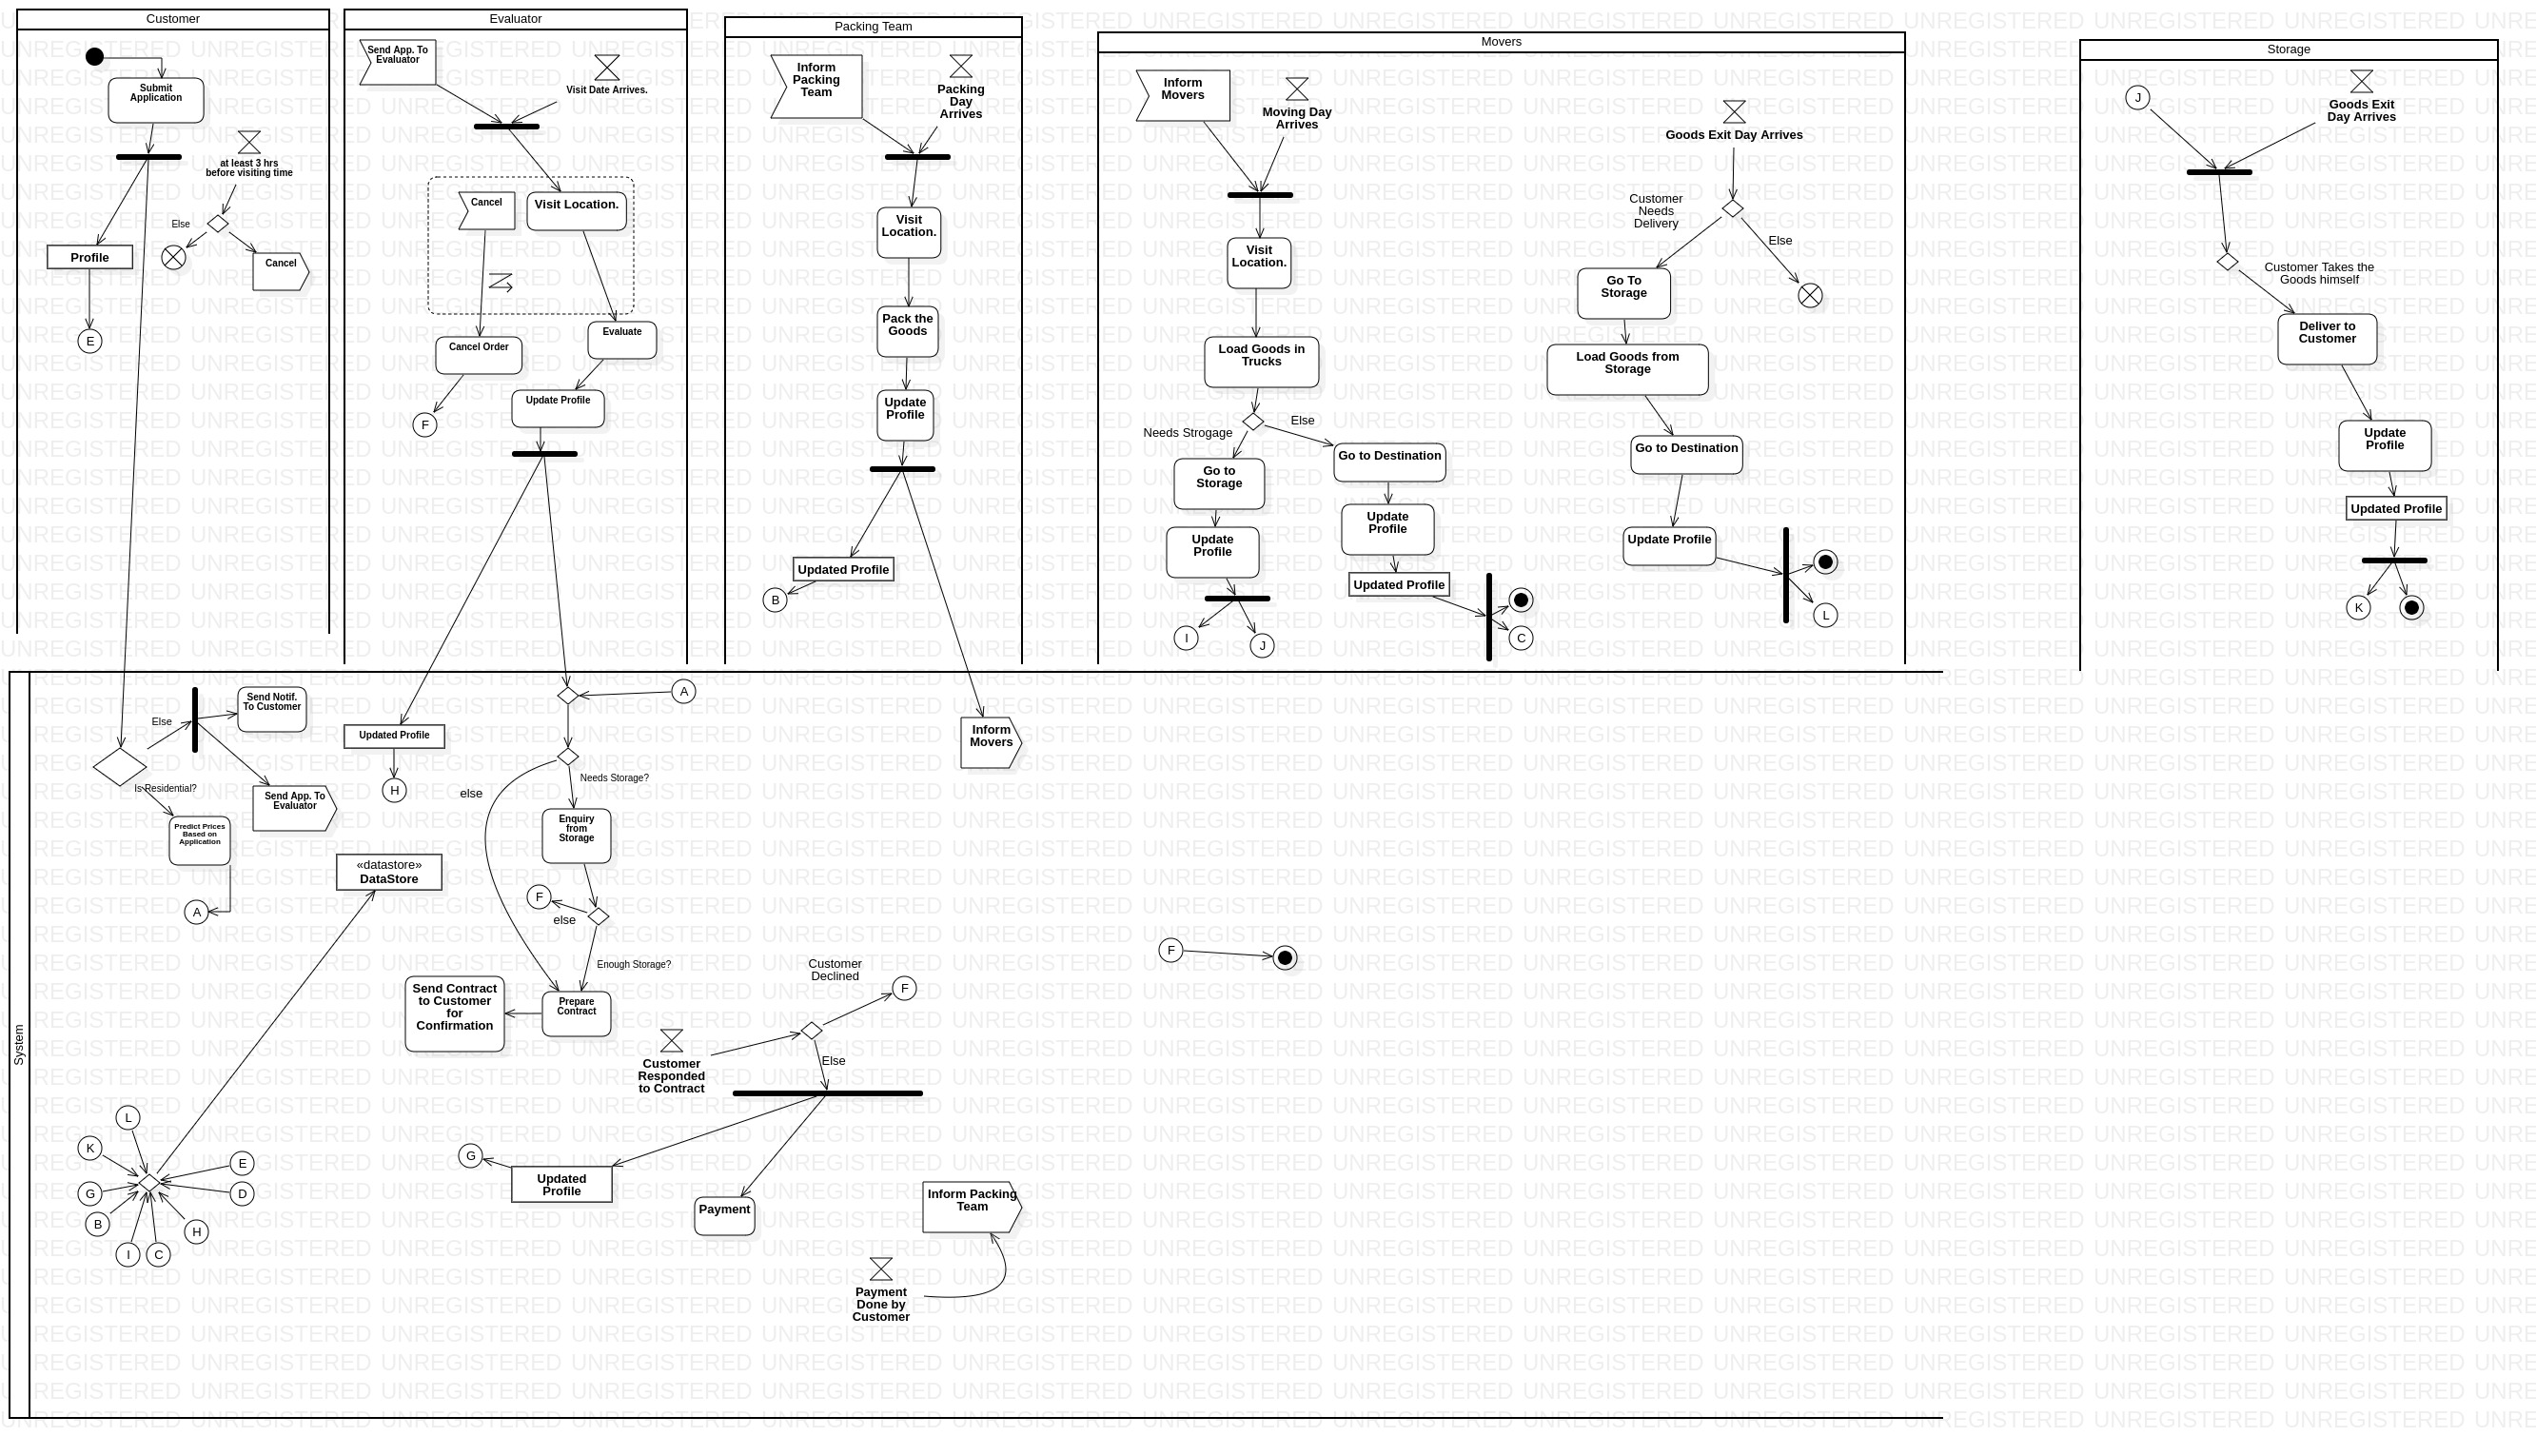 Customer
Submit
Application
at least 3 hrs
before visiting time
Else
Profile
Cancel
E
Evaluator
Send App. To
Evaluator
Visit Date Arrives.
Cancel
Visit Location.
Cancel Order
Evaluate
Update Profile
F
Packing Team
Inform
Packing
Team
Packing
Day
Arrives
Visit
Location.
Pack the
Goods
Update
Profile
Updated Profile
B
Movers
Inform
Movers
Moving Day
Arrives
Visit
Location.
Load Goods in
Trucks
Needs Strogage
Else
Go to
Storage
Go to Destination
Update
Profile
Update
Profile
Updated Profile
I
J
C
Goods Exit Day Arrives
Customer
Needs
Delivery
Else
Go To
Storage
Load Goods from
Storage
Go to Destination
Update Profile
L
Storage
J
Goods Exit
Day Arrives
Customer Takes the
Goods himself
Deliver to
Customer
Update
Profile
Updated Profile
K
System
Else
Send Notif.
To Customer
Is Residential?
Send App. To
Evaluator
Predict Prices
Based on
Application
A
Updated Profile
H
«datastore»
DataStore
A
else
Needs Storage?
Enquiry
from
Storage
F
else
Enough Storage?
Prepare
Contract
Send Contract
to Customer
for
Confirmation
Inform
Movers
F
Customer
Declined
F
Customer
Responded
to Contract
Else
G
Updated
Profile
Payment
Inform Packing
Team
Payment
Done by
Customer
L
K
E
G
D
B
H
I
C
UNREGISTERED